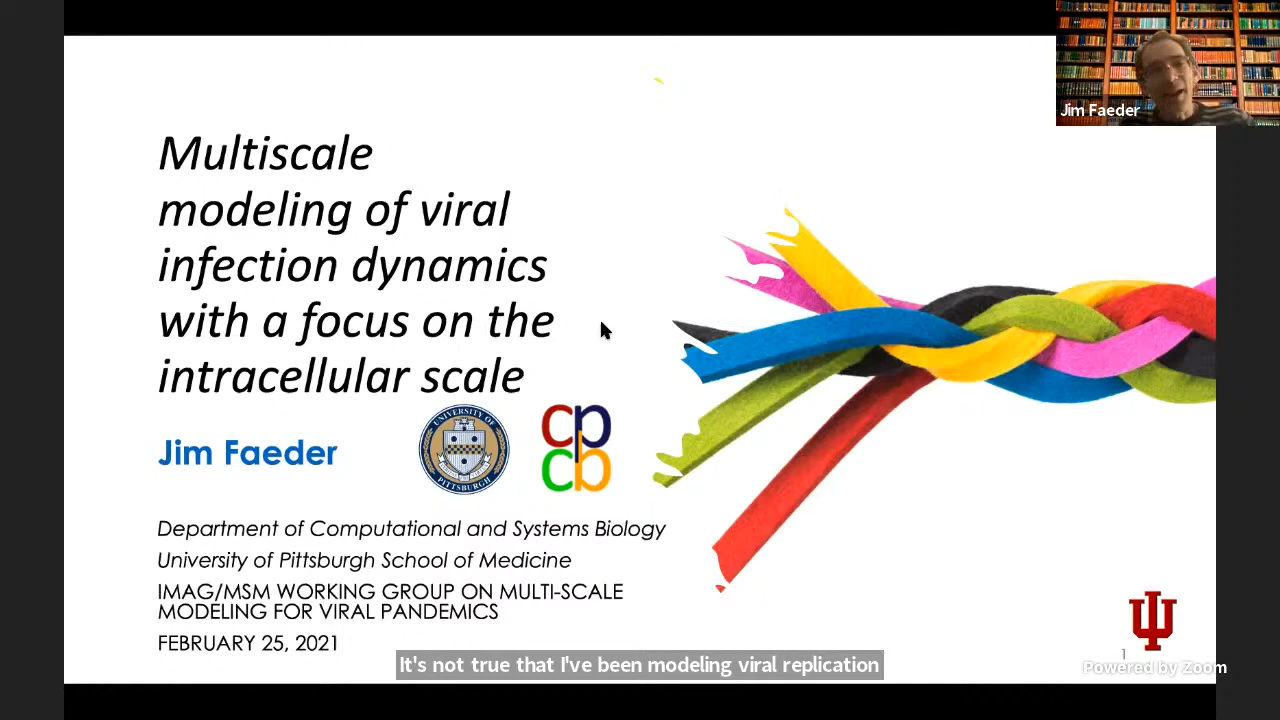 Jim Faeder
Multiscale
modeling of viral
infection dynamics
with a focus on the
intracellular scale
Jim Faeder
UNIVERSITY OF
PITTSBURGH
cp
cb
Department of Computational and Systems Biology
University of Pittsburgh School of Medicine
IMAG/MSM WORKING GROUP ON MULTI-SCALE
MODELING FOR VIRAL PANDEMICS
FEBRUARY 25, 2021
It's not true that I've been modeling viral replication
1
Powered by Zoom